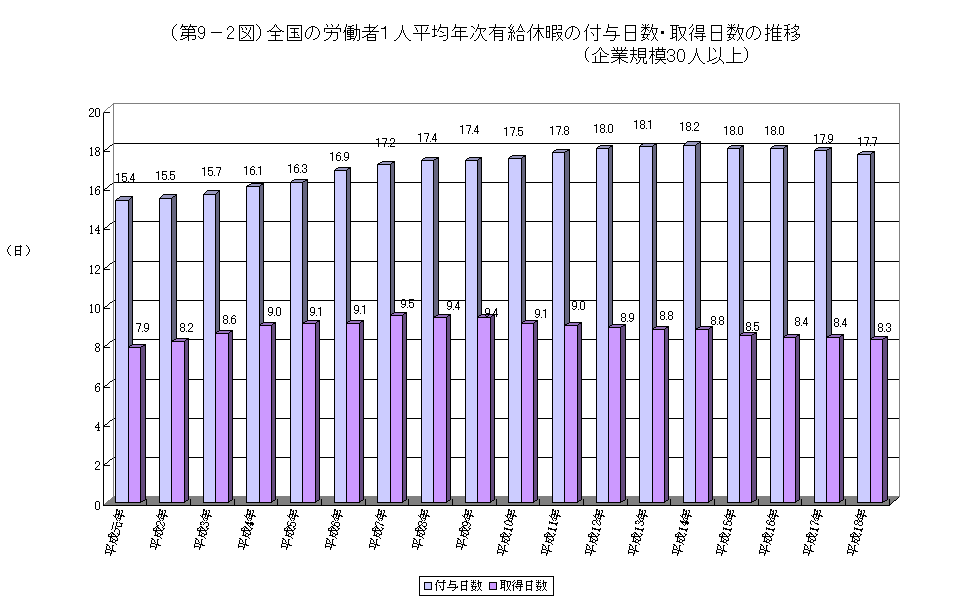 (第9－2図)全国の労働者1人平均年次有給休暇の付与日数・取得日数の推移
(企業規模30人以上)
(日)
20
18
16
14
12
10
8
6
4
2
0
15.4 15.5 15.7 16.1 16.3 16.9 17.2 17.4 17.4 17.5 17.8 18.0 18.1 18.2 18.0 18.0 17.9 17.7
7.9 8.2 8.6 9.0 9.1 9.1 9.5 9.4 9.4 9.1 9.0 8.9 8.8 8.8 8.5 8.4 8.4 8.3
平成元年 平成2年 平成3年 平成4年 平成5年 平成6年 平成7年 平成8年 平成9年 平成10年 平成11年 平成12年 平成13年 平成14年 平成15年 平成16年 平成17年 平成18年
付与日数 取得日数